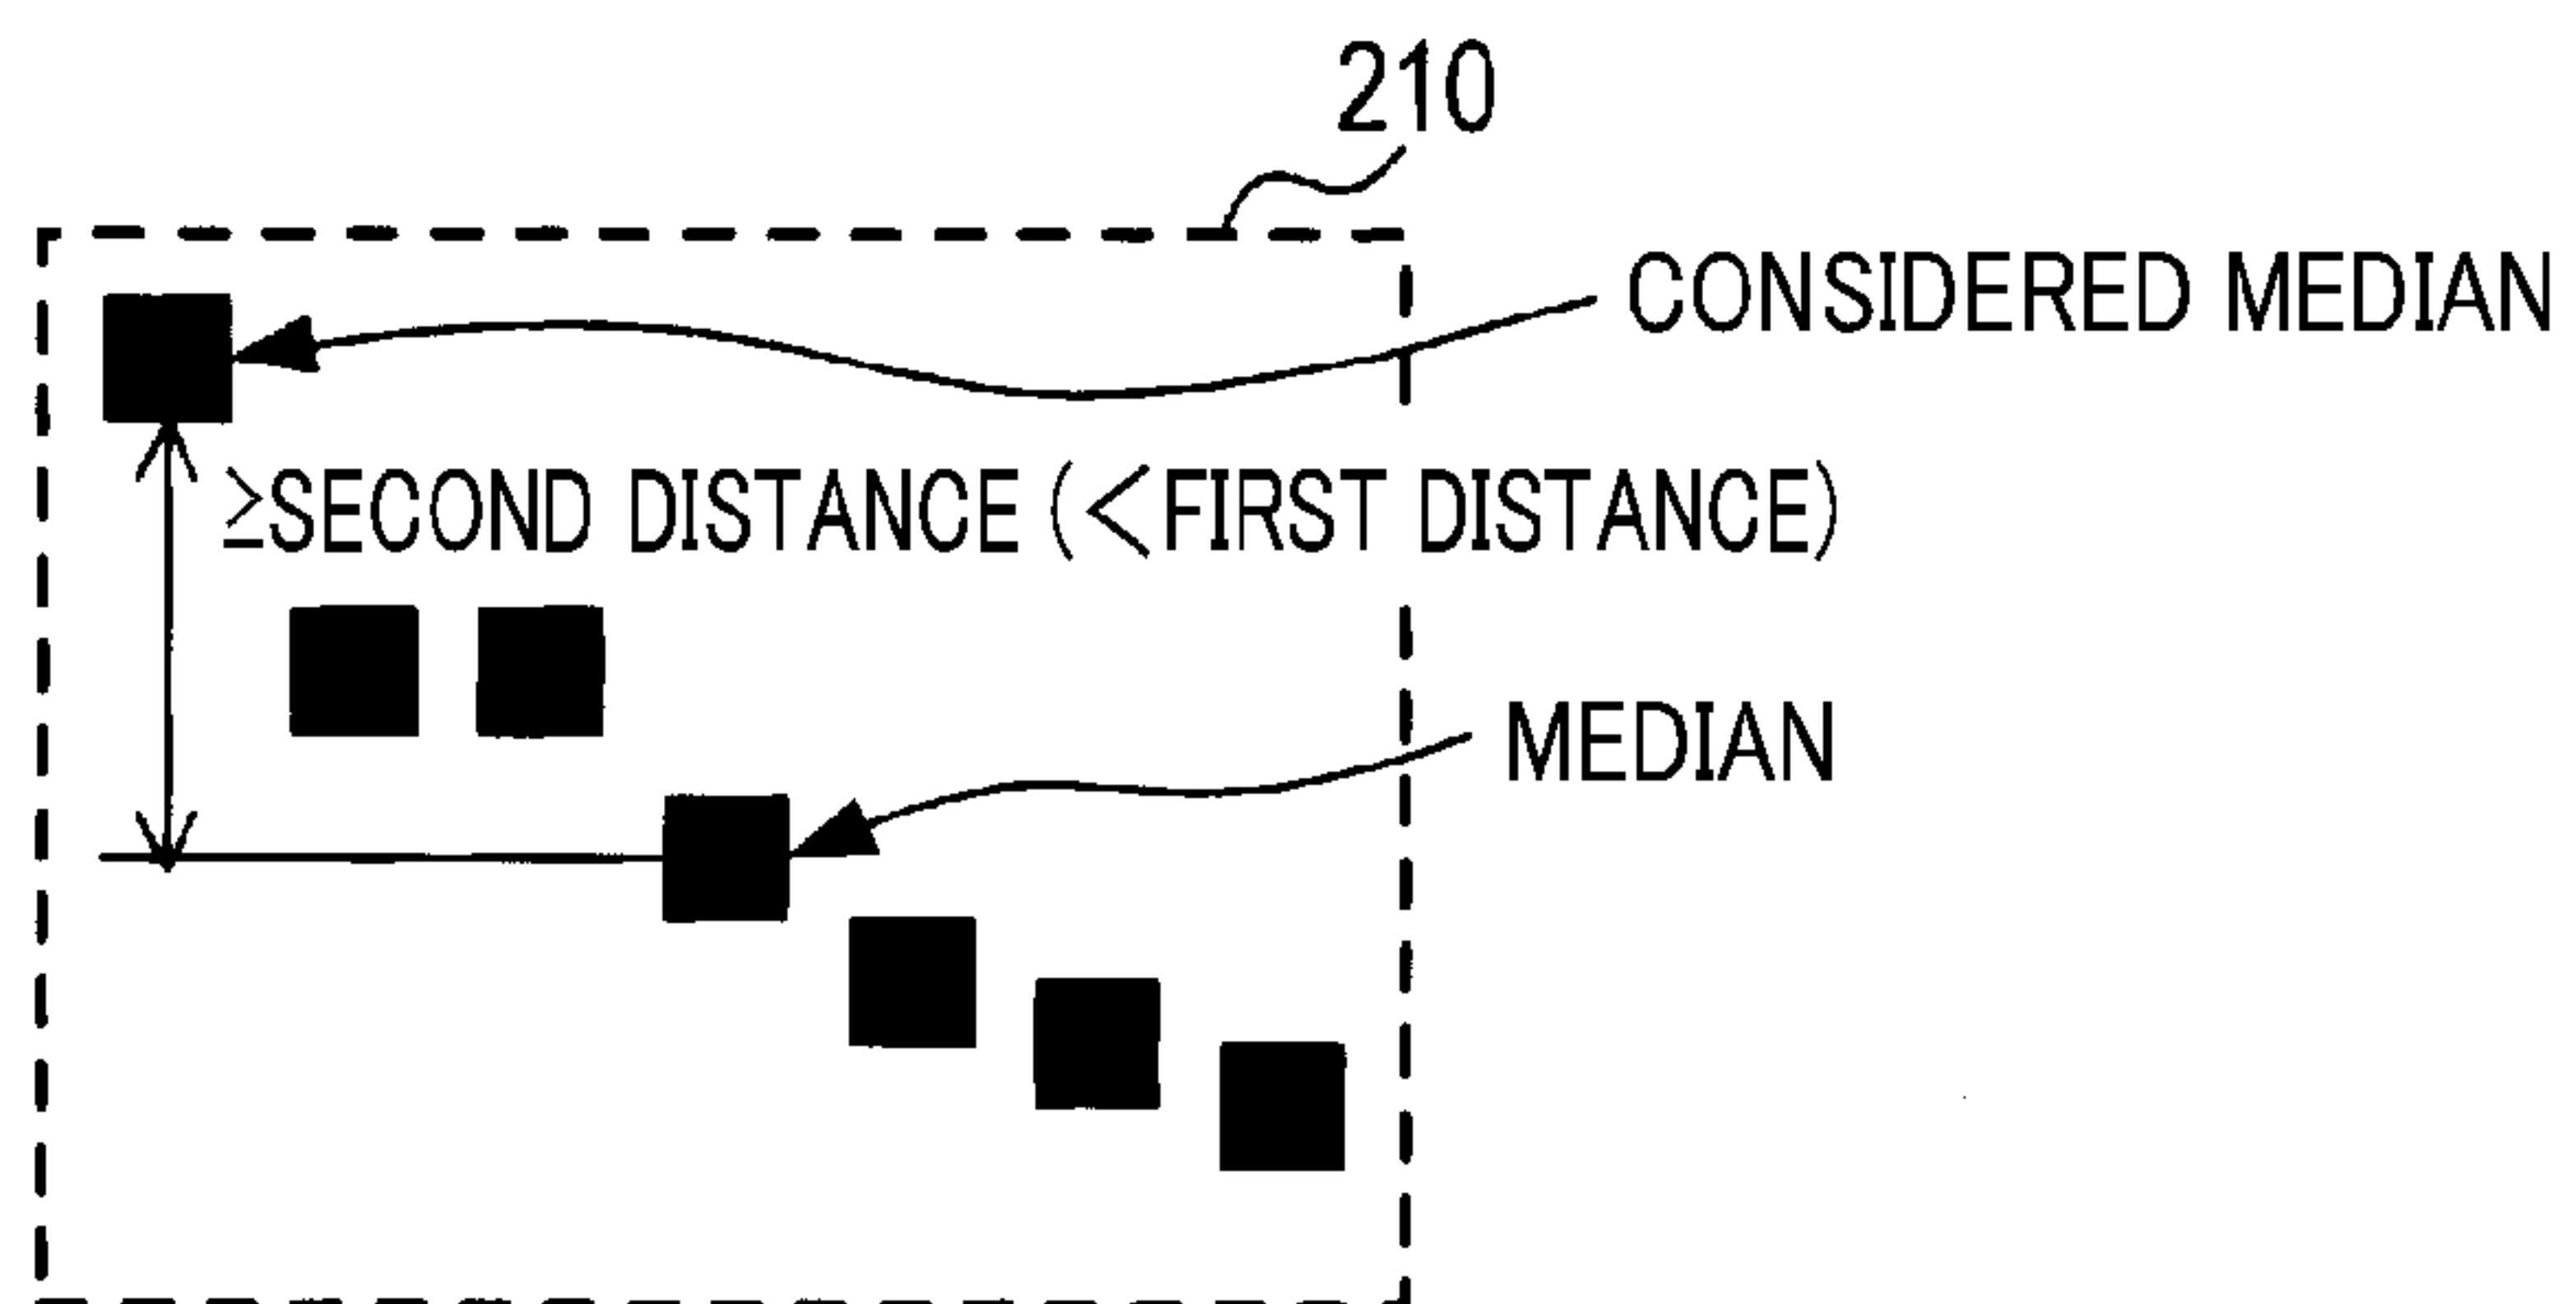 210
CONSIDERED MEDIAN
≥SECOND DISTANCE (<FIRST DISTANCE)
MEDIAN